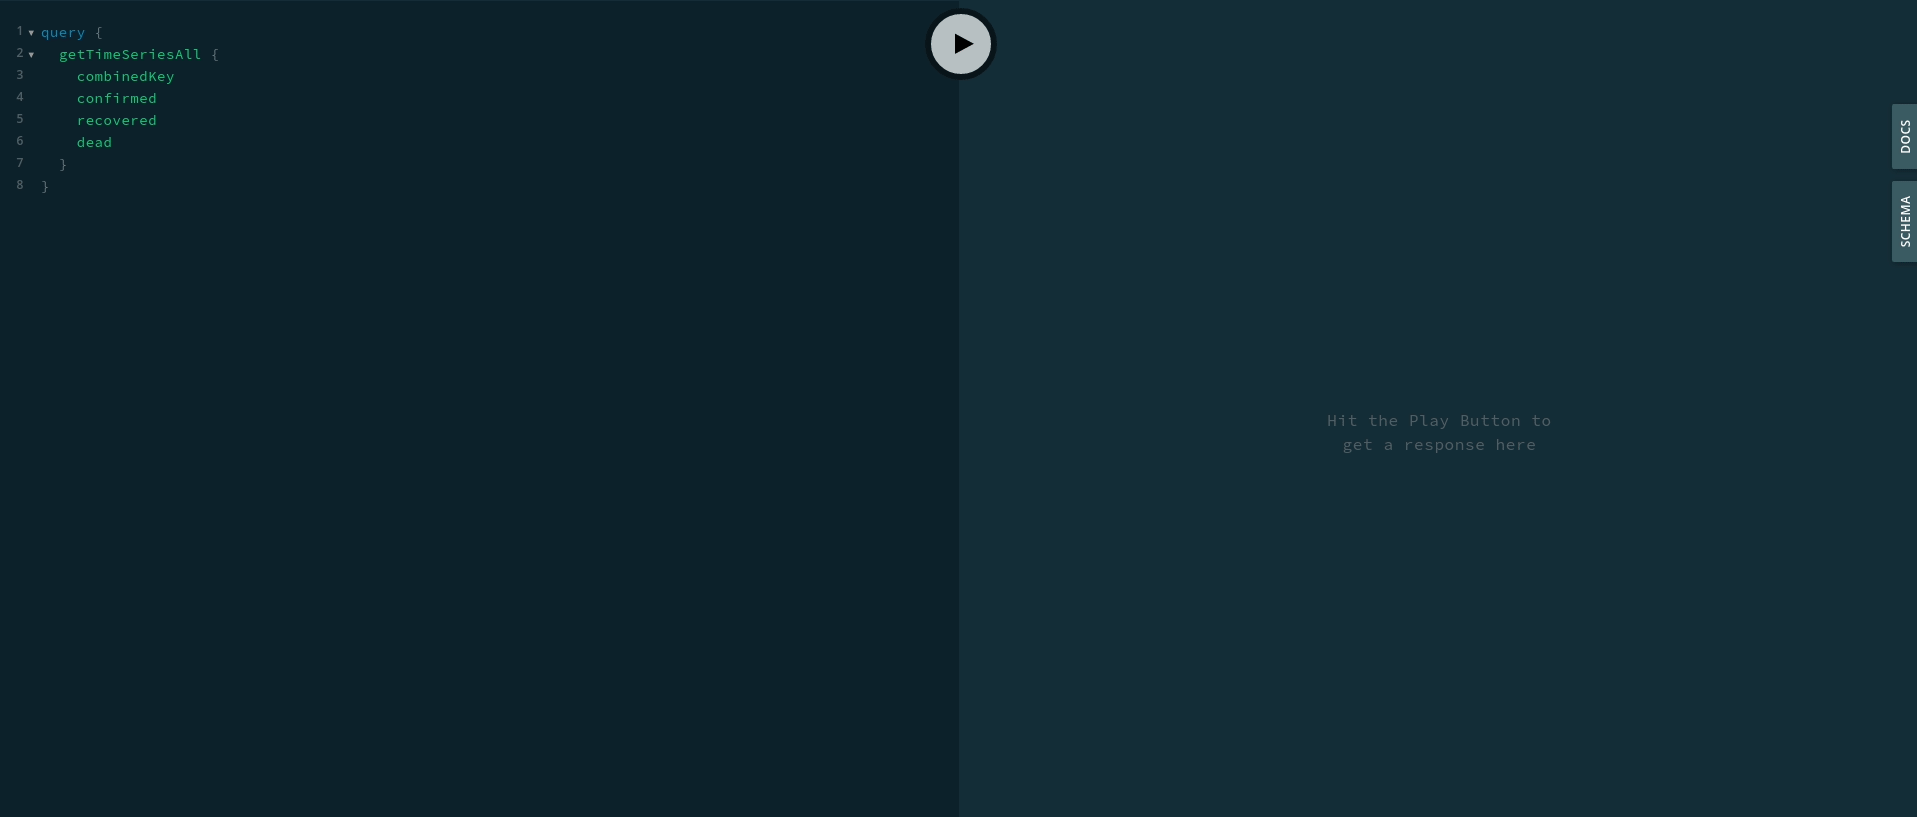 1 query {
2 getTimeSeriesAll {
3 combinedKey
4 confirmed
5 recovered
6 dead
7 }
8 }
DOCS
SCHEMA
Hit the Play Button to
get a response here